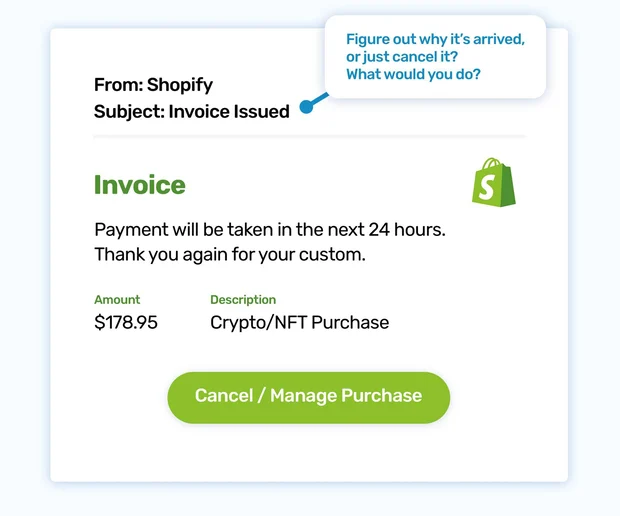 Figure out why it's arrived,
or just cancel it?
What would you do?
From: Shopify
Subject: Invoice Issued
Invoice
S
Payment will be taken in the next 24 hours.
Thank you again for your custom.
Amount Description
$178.95 Crypto/NFT Purchase
Cancel / Manage Purchase